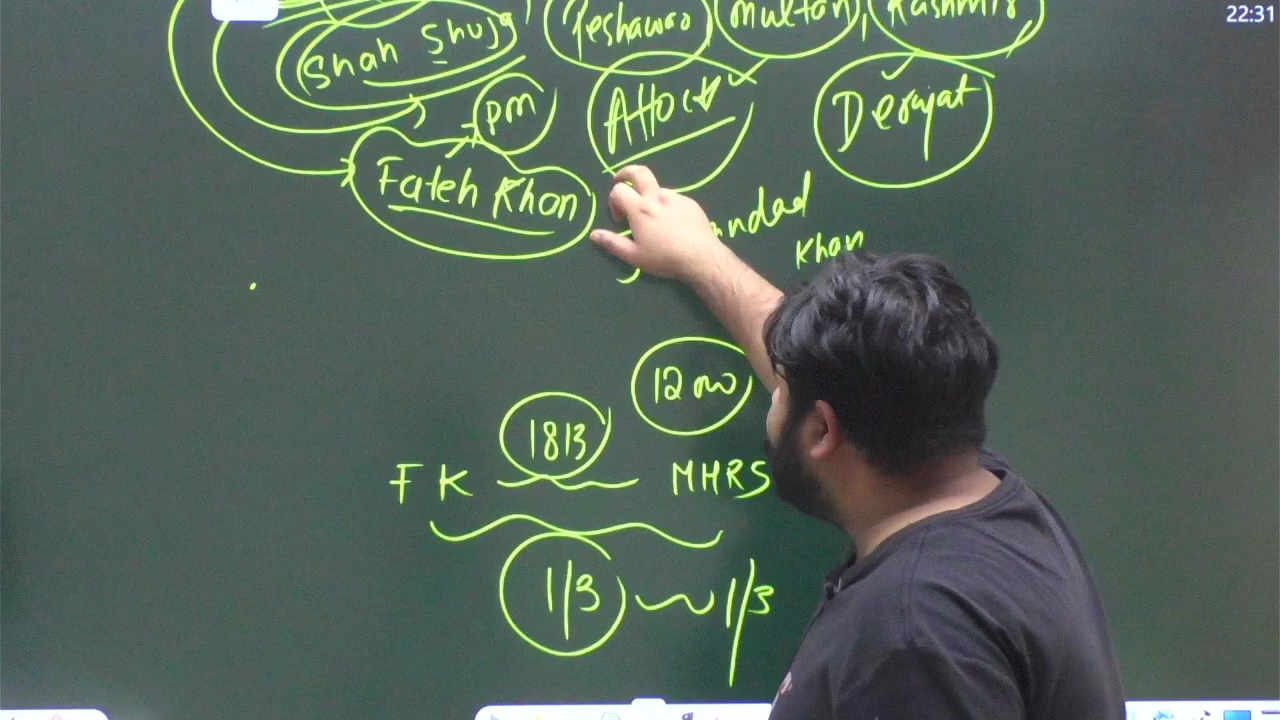 22:31
Peshawar Multan, Kashmir,
Shah Shuja
PM Attock Derajat
Fateh Khan
Khan
12
1813
FK MHRS
1/3 1/3